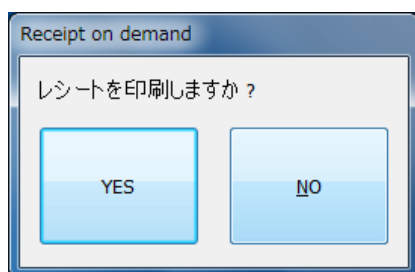 Receipt on demand
レシートを印刷しますか？
YES
NO